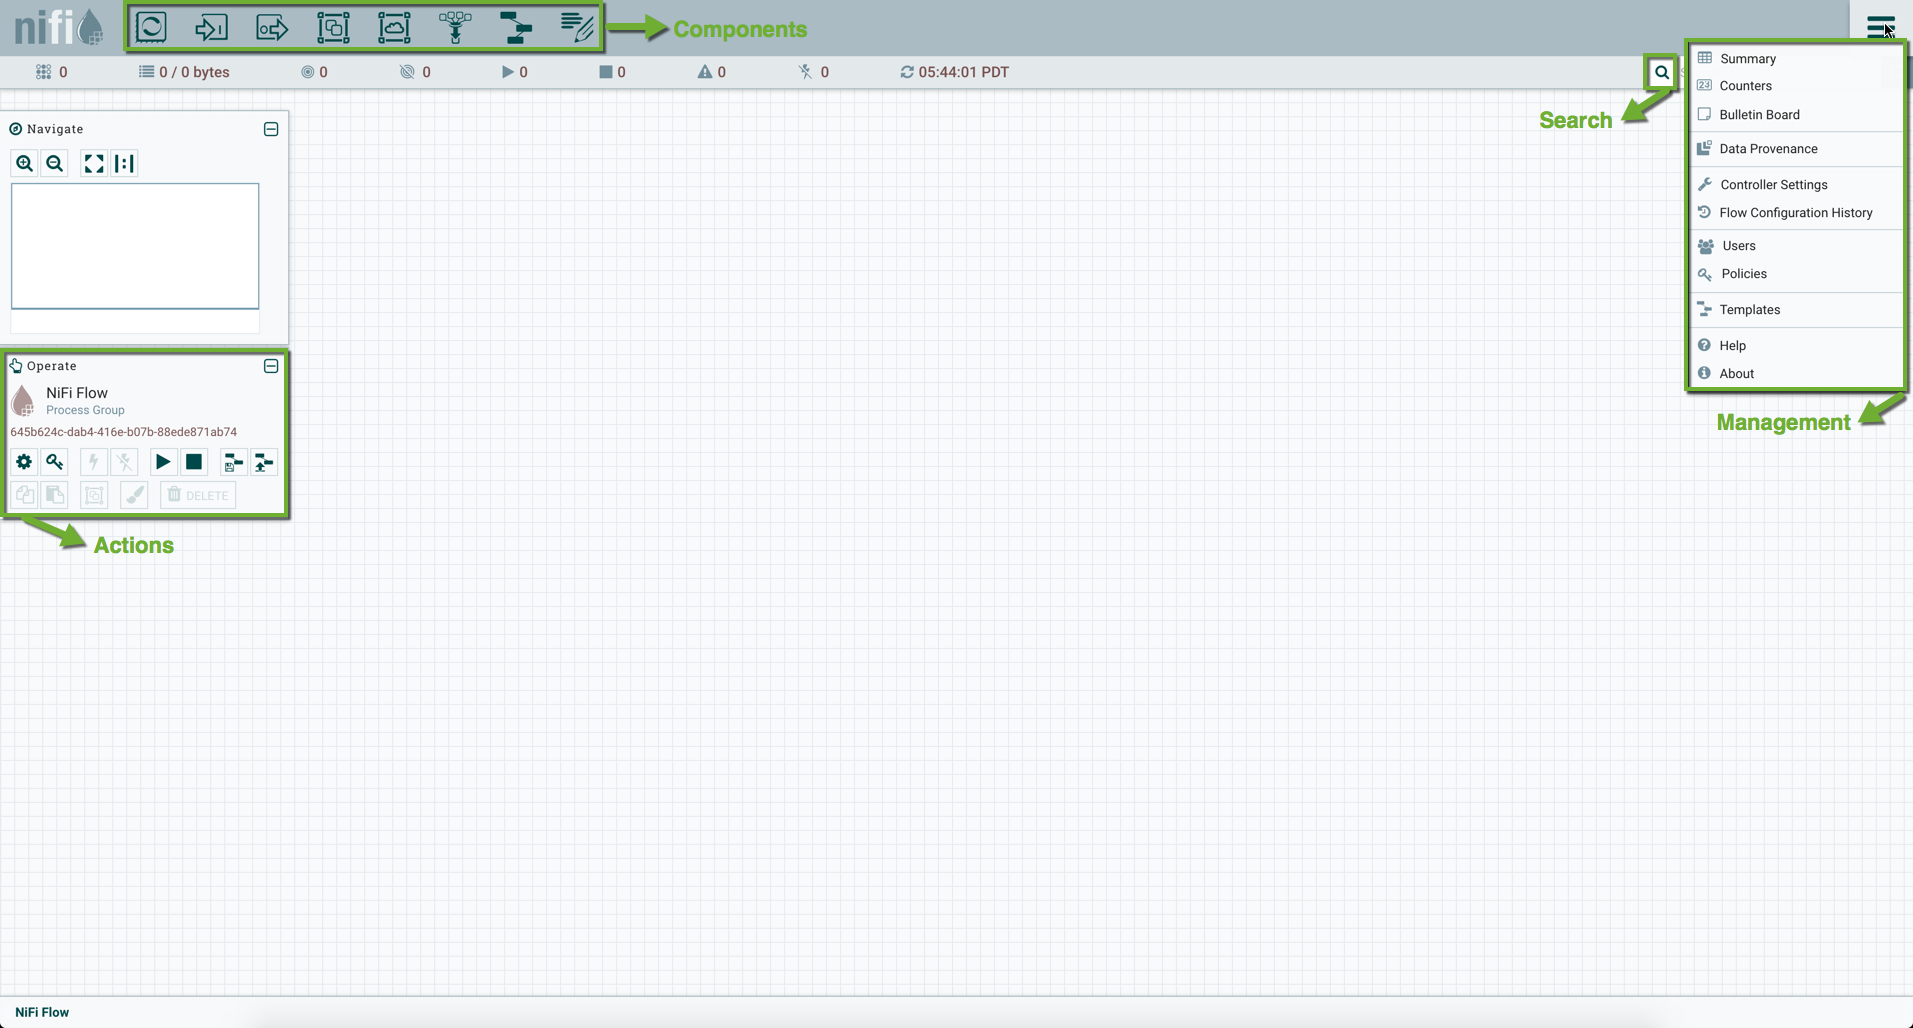 nifi
Components
0
0 / 0 bytes
0
0
0
0
0
0
05:44:01 PDT
Search
Summary
23
Counters
Bulletin Board
Data Provenance
Controller Settings
Flow Configuration History
Users
Policies
Templates
Help
About
Management
Navigate
Operate
NiFi Flow
Process Group
645b624c-dab4-416e-b07b-88ede871ab74
DELETE
Actions
NiFi Flow